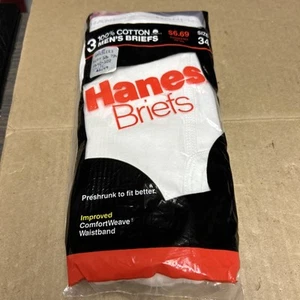 3 100% COTTON
MEN'S BRIEFS
$6.69
SIZE
34
Hanes
Briefs
Preshrunk to fit better.
Improved
ComfortWeave
Waistband